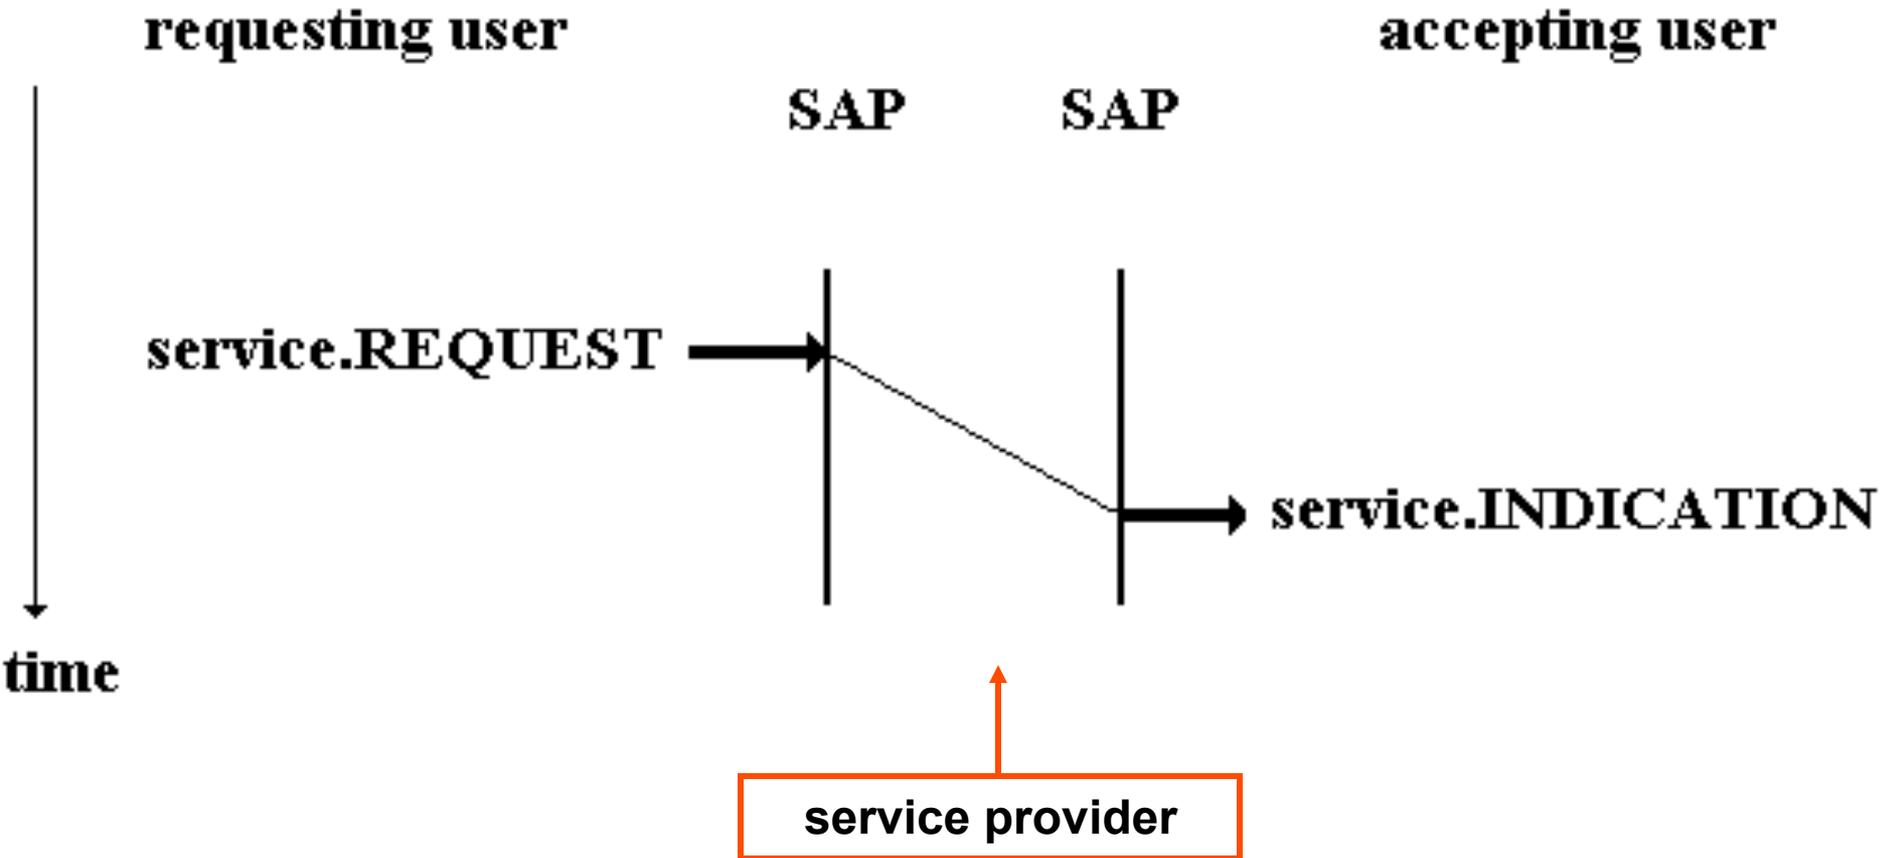 requesting user
accepting user
SAP
SAP
service.REQUEST
service.INDICATION
time
service provider